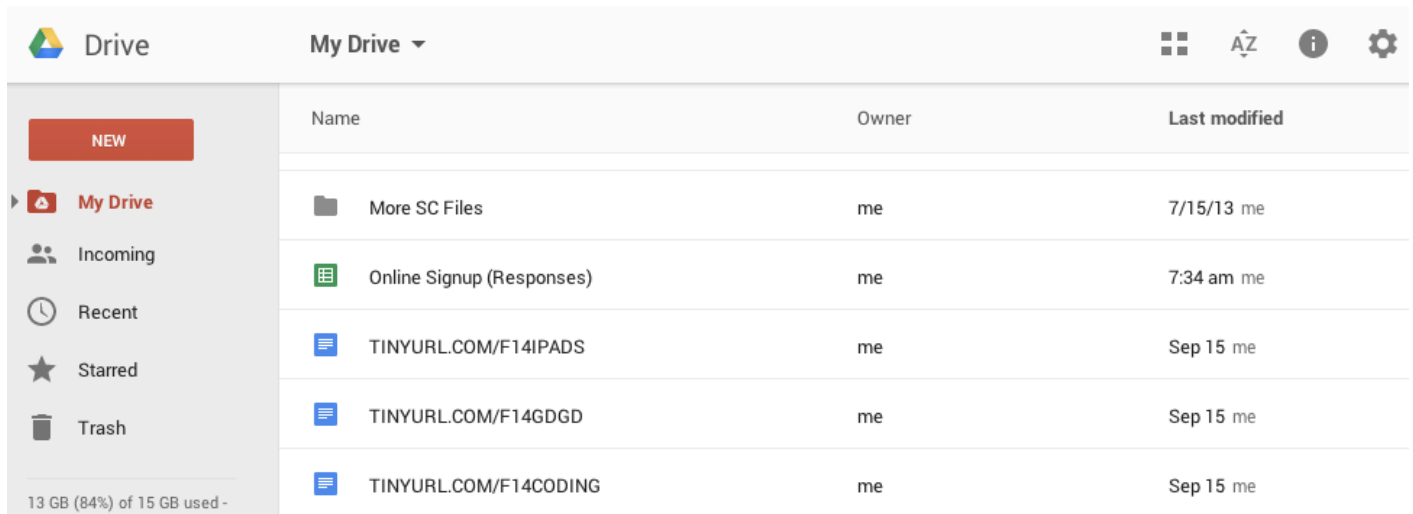 Drive
My Drive
AZ
NEW
My Drive
Incoming
Recent
Starred
Trash
13 GB (84%) of 15 GB used -
Name Owner Last modified
More SC Files me 7/15/13 me
Online Signup (Responses) me 7:34 am me
TINYURL.COM/F14IPADS me Sep 15 me
TINYURL.COM/F14GDGD me Sep 15 me
TINYURL.COM/F14CODING me Sep 15 me